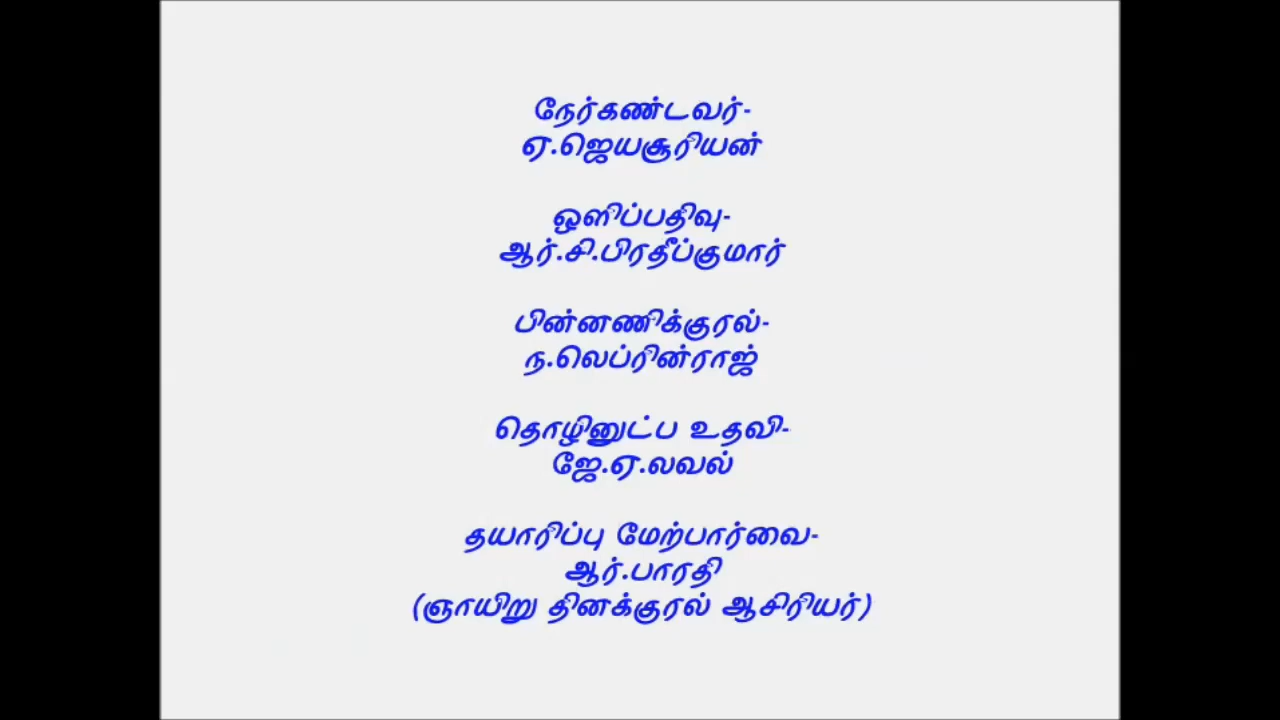 நேர்கண்டவர்-
ஏ.ஜெயசூரியன்
ஒளிப்பதிவு-
ஆர்.சி.பிரதீப்குமார்
பின்னணிக்குரல்-
ந.லெப்ரின்ராஜ்
தொழினுட்ப உதவி-
ஜே.ஏ.லவல்
தயாரிப்பு மேற்பார்வை-
ஆர்.பாரதி
(ஞாயிறு தினக்குரல் ஆசிரியர்)